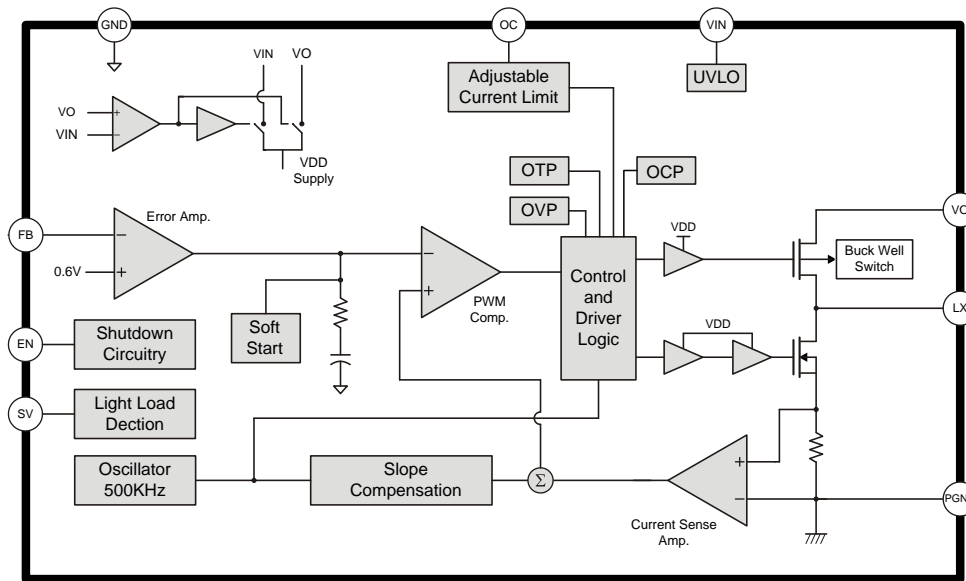 GND
OC
VIN
VIN
VO
Adjustable
Current Limit
UVLO
VO
+
VIN
−
VDD
Supply
OTP
OCP
OVP
VO
Error Amp.
FB
−
0.6V
+
−
+
PWM
Comp.
Control
and
Driver
Logic
VDD
Buck Well
Switch
LX
Soft
Start
EN
Shutdown
Circuitry
VDD
SV
Light Load
Dection
Oscillator
500KHz
Slope
Compensation
Σ
+
−
Current Sense
Amp.
PGN